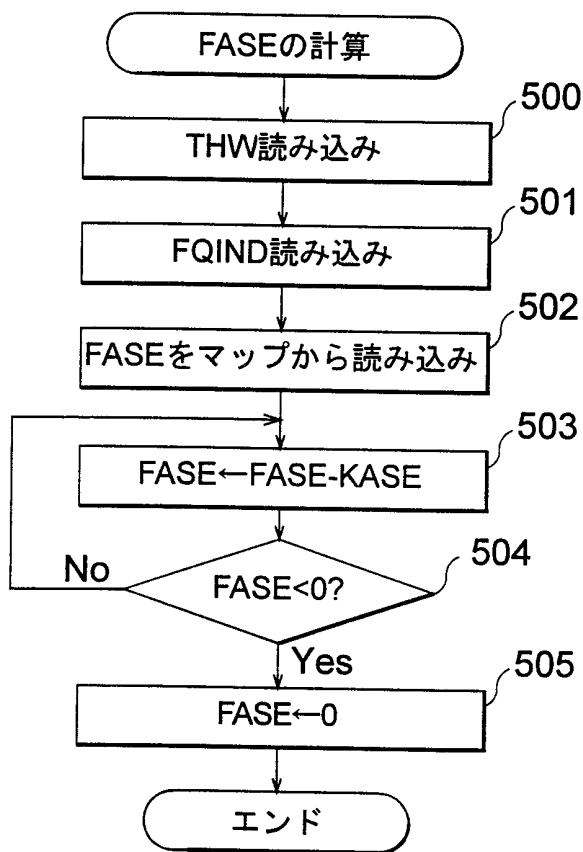 FASEの計算
500
THW読み込み
501
FQIND読み込み
502
FASEをマップから読み込み
503
FASE←FASE-KASE
504
No
FASE<0?
Yes
505
FASE←0
エンド